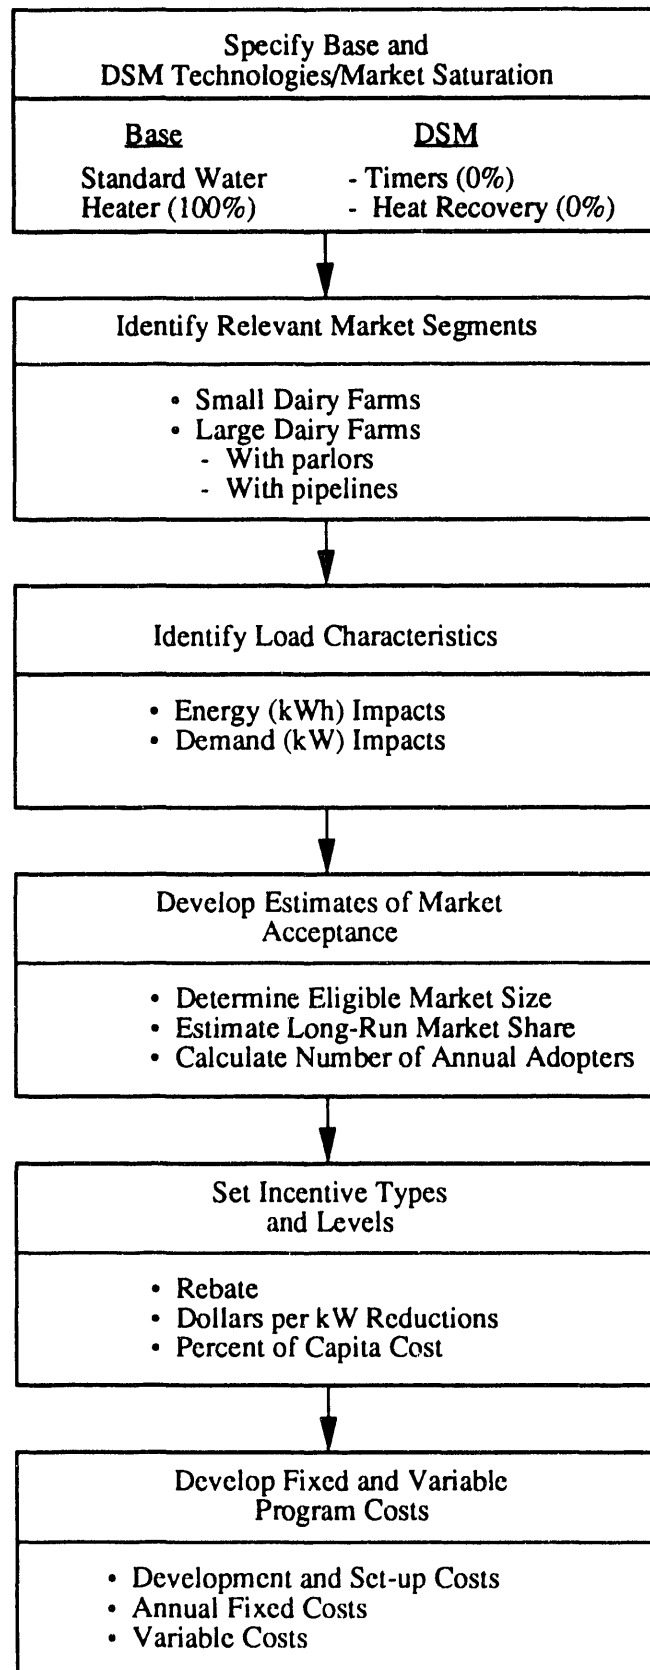 Specify Base and
DSM Technologies/Market Saturation
Base DSM
Standard Water - Timers (0%)
Heater (100%) - Heat Recovery (0%)
Identify Relevant Market Segments
• Small Dairy Farms
• Large Dairy Farms
- With parlors
- With pipelines
Identify Load Characteristics
• Energy (kWh) Impacts
• Demand (kW) Impacts
Develop Estimates of Market
Acceptance
• Determine Eligible Market Size
• Estimate Long-Run Market Share
• Calculate Number of Annual Adopters
Set Incentive Types
and Levels
• Rebate
• Dollars per kW Reductions
• Percent of Capita Cost
Develop Fixed and Variable
Program Costs
• Development and Set-up Costs
• Annual Fixed Costs
• Variable Costs